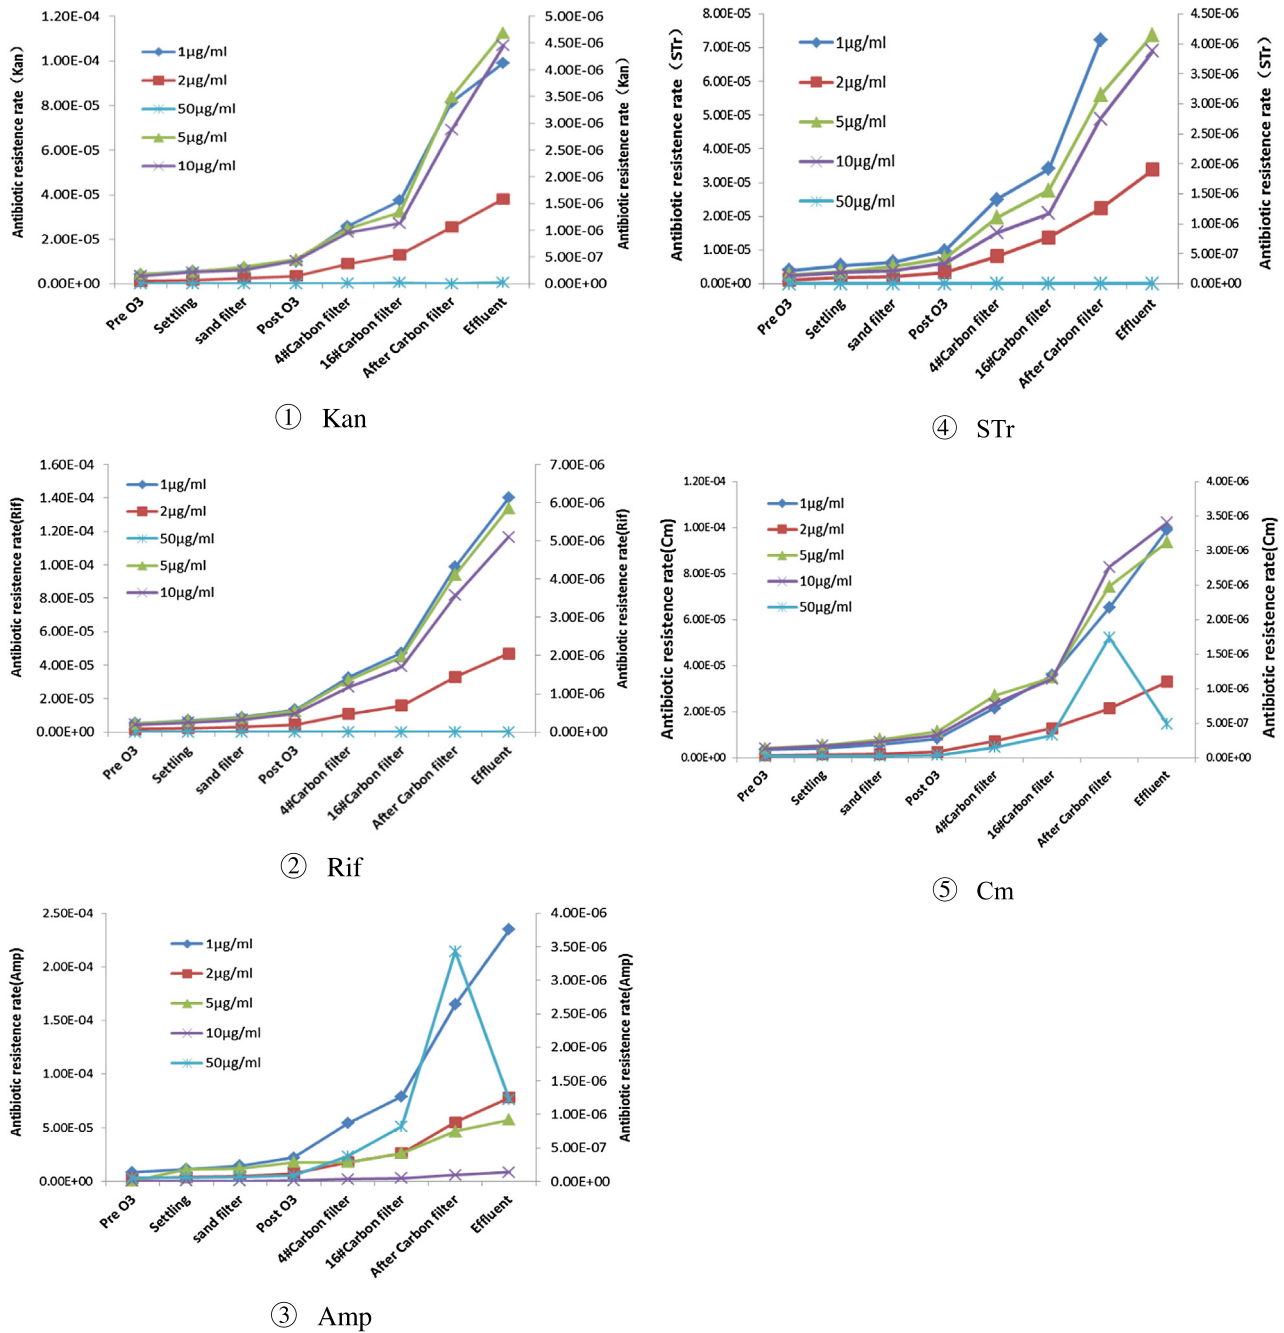 Antibiotic resistence rate（Kan）
1.20E-04
1.00E-04
8.00E-05
6.00E-05
4.00E-05
2.00E-05
0.00E+00
1µg/ml
2µg/ml
50µg/ml
5µg/ml
10µg/ml
5.00E-06
4.50E-06
4.00E-06
3.50E-06
3.00E-06
2.50E-06
2.00E-06
1.50E-06
1.00E-06
5.00E-07
0.00E+00
Antibiotic resistence rate（Kan）
Pre O3
Settling
sand filter
Post O3
4#Carbon filter
16#Carbon filter
After Carbon filter
Effluent
① Kan
Antibiotic resistence rate（STr）
8.00E-05
7.00E-05
6.00E-05
5.00E-05
4.00E-05
3.00E-05
2.00E-05
1.00E-05
0.00E+00
1µg/ml
2µg/ml
5µg/ml
10µg/ml
50µg/ml
4.50E-06
4.00E-06
3.50E-06
3.00E-06
2.50E-06
2.00E-06
1.50E-06
1.00E-06
5.00E-07
0.00E+00
Antibiotic resistence rate（STr）
Pre O3
Settling
sand filter
Post O3
4#Carbon filter
16#Carbon filter
After Carbon filter
Effluent
④ STr
Antibiotic resistence rate(Rif)
1.60E-04
1.40E-04
1.20E-04
1.00E-04
8.00E-05
6.00E-05
4.00E-05
2.00E-05
0.00E+00
1µg/ml
2µg/ml
50µg/ml
5µg/ml
10µg/ml
7.00E-06
6.00E-06
5.00E-06
4.00E-06
3.00E-06
2.00E-06
1.00E-06
0.00E+00
Antibiotic resistence rate(Rif)
Pre O3
Settling
sand filter
Post O3
4#Carbon filter
16#Carbon filter
After Carbon filter
Effluent
② Rif
Antibiotic resistence rate(Cm)
1.20E-04
1.00E-04
8.00E-05
6.00E-05
4.00E-05
2.00E-05
0.00E+00
1µg/ml
2µg/ml
5µg/ml
10µg/ml
50µg/ml
4.00E-06
3.50E-06
3.00E-06
2.50E-06
2.00E-06
1.50E-06
1.00E-06
5.00E-07
0.00E+00
Antibiotic resistence rate(Cm)
Pre O3
Settling
sand filter
Post O3
4#Carbon filter
16#Carbon filter
After Carbon filter
Effluent
⑤ Cm
Antibiotic resistence rate(Amp)
2.50E-04
2.00E-04
1.50E-04
1.00E-04
5.00E-05
0.00E+00
1µg/ml
2µg/ml
5µg/ml
10µg/ml
50µg/ml
4.00E-06
3.50E-06
3.00E-06
2.50E-06
2.00E-06
1.50E-06
1.00E-06
5.00E-07
0.00E+00
Antibiotic resistence rate(Amp)
Pre O3
Settling
sand filter
Post O3
4#Carbon filter
16#Carbon filter
After Carbon filter
Effluent
③ Amp